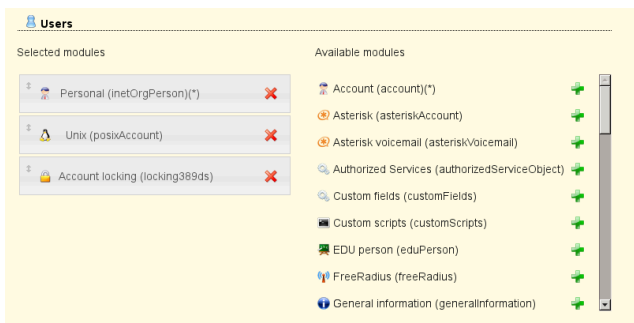 Users
Selected modules
Available modules
Personal (inetOrgPerson)(*)
Unix (posixAccount)
Account locking (locking389ds)
Account (account)(*)
Asterisk (asteriskAccount)
Asterisk voicemail (asteriskVoicemail)
Authorized Services (authorizedServiceObject)
Custom fields (customFields)
Custom scripts (customScripts)
EDU person (eduPerson)
FreeRadius (freeRadius)
General information (generalInformation)